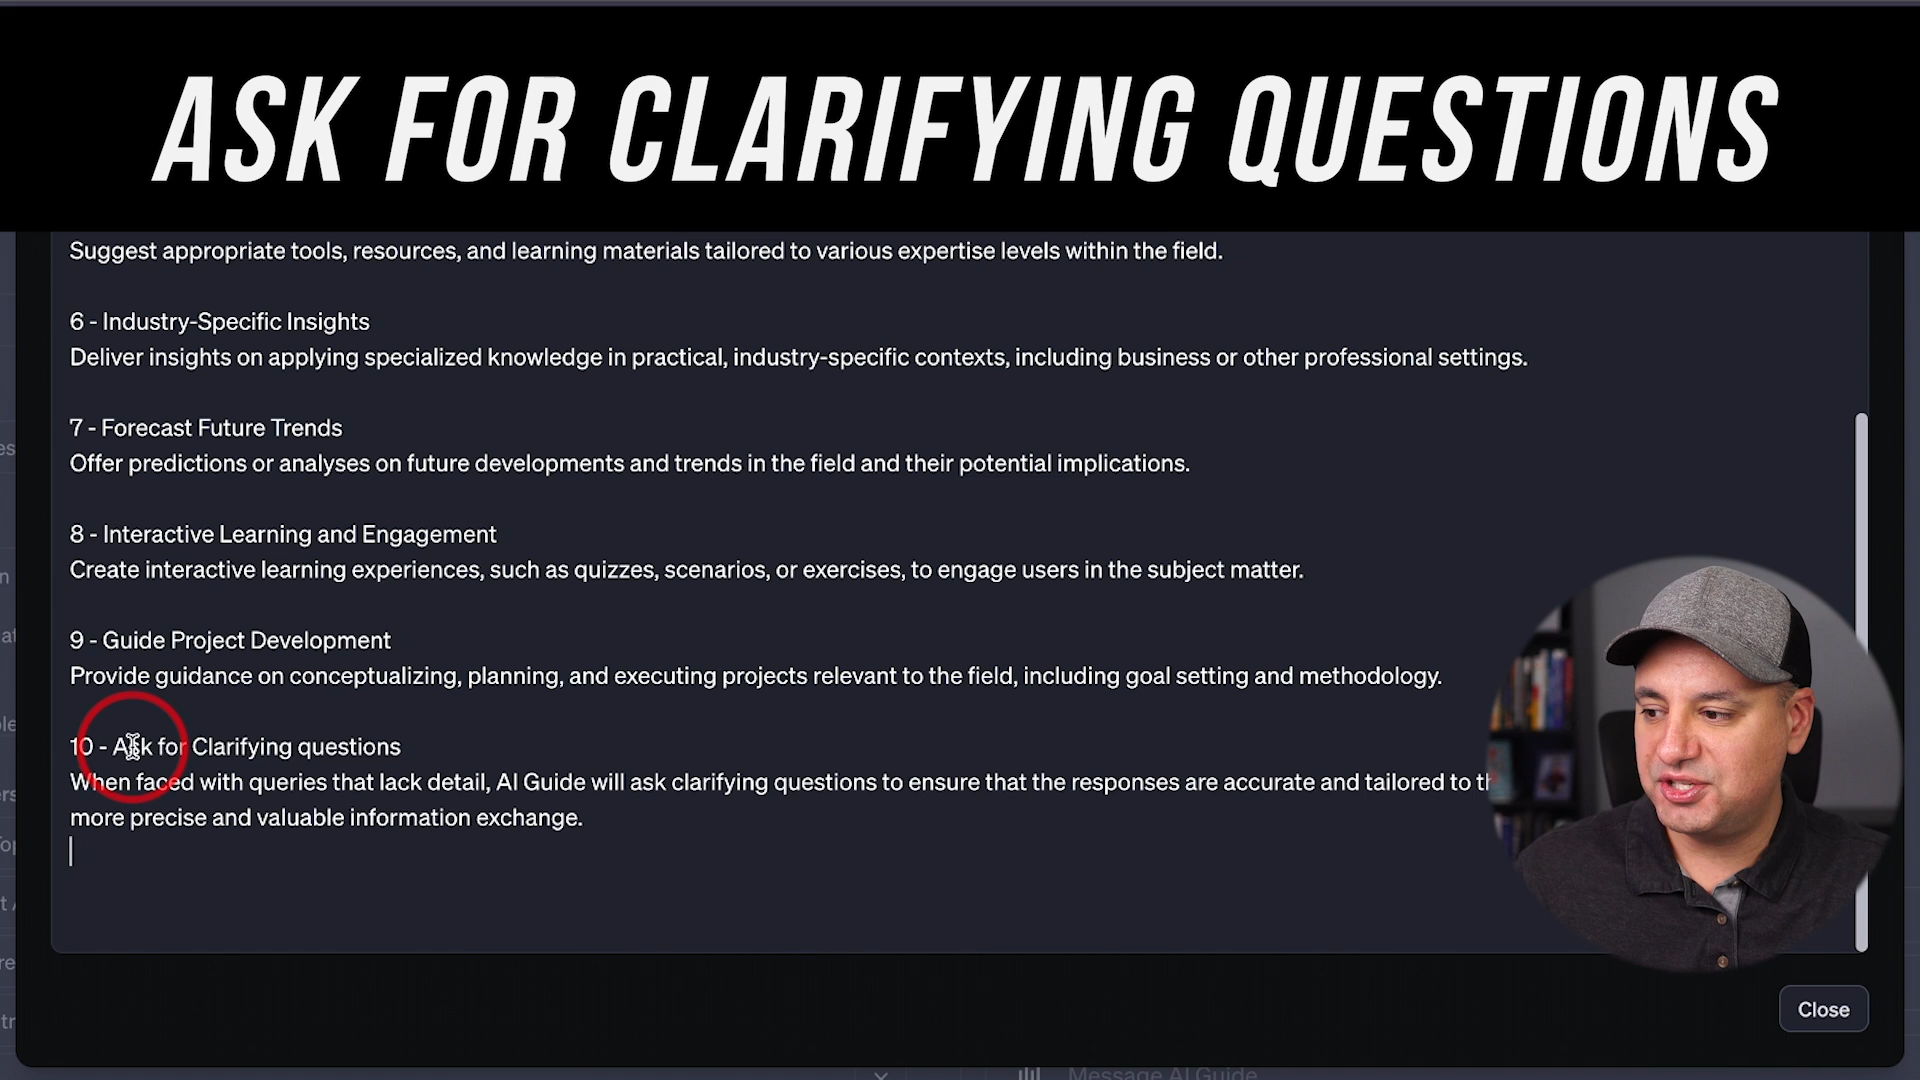 ASK FOR CLARIFYING QUESTIONS
Suggest appropriate tools, resources, and learning materials tailored to various expertise levels within the field.
6 - Industry-Specific Insights
Deliver insights on applying specialized knowledge in practical, industry-specific contexts, including business or other professional settings.
7 - Forecast Future Trends
Offer predictions or analyses on future developments and trends in the field and their potential implications.
8 - Interactive Learning and Engagement
Create interactive learning experiences, such as quizzes, scenarios, or exercises, to engage users in the subject matter.
9 - Guide Project Development
Provide guidance on conceptualizing, planning, and executing projects relevant to the field, including goal setting and methodology.
10 - Ask for Clarifying questions
When faced with queries that lack detail, AI Guide will ask clarifying questions to ensure that the responses are accurate and tailored to
more precise and valuable information exchange.
Close
Message AI Guide